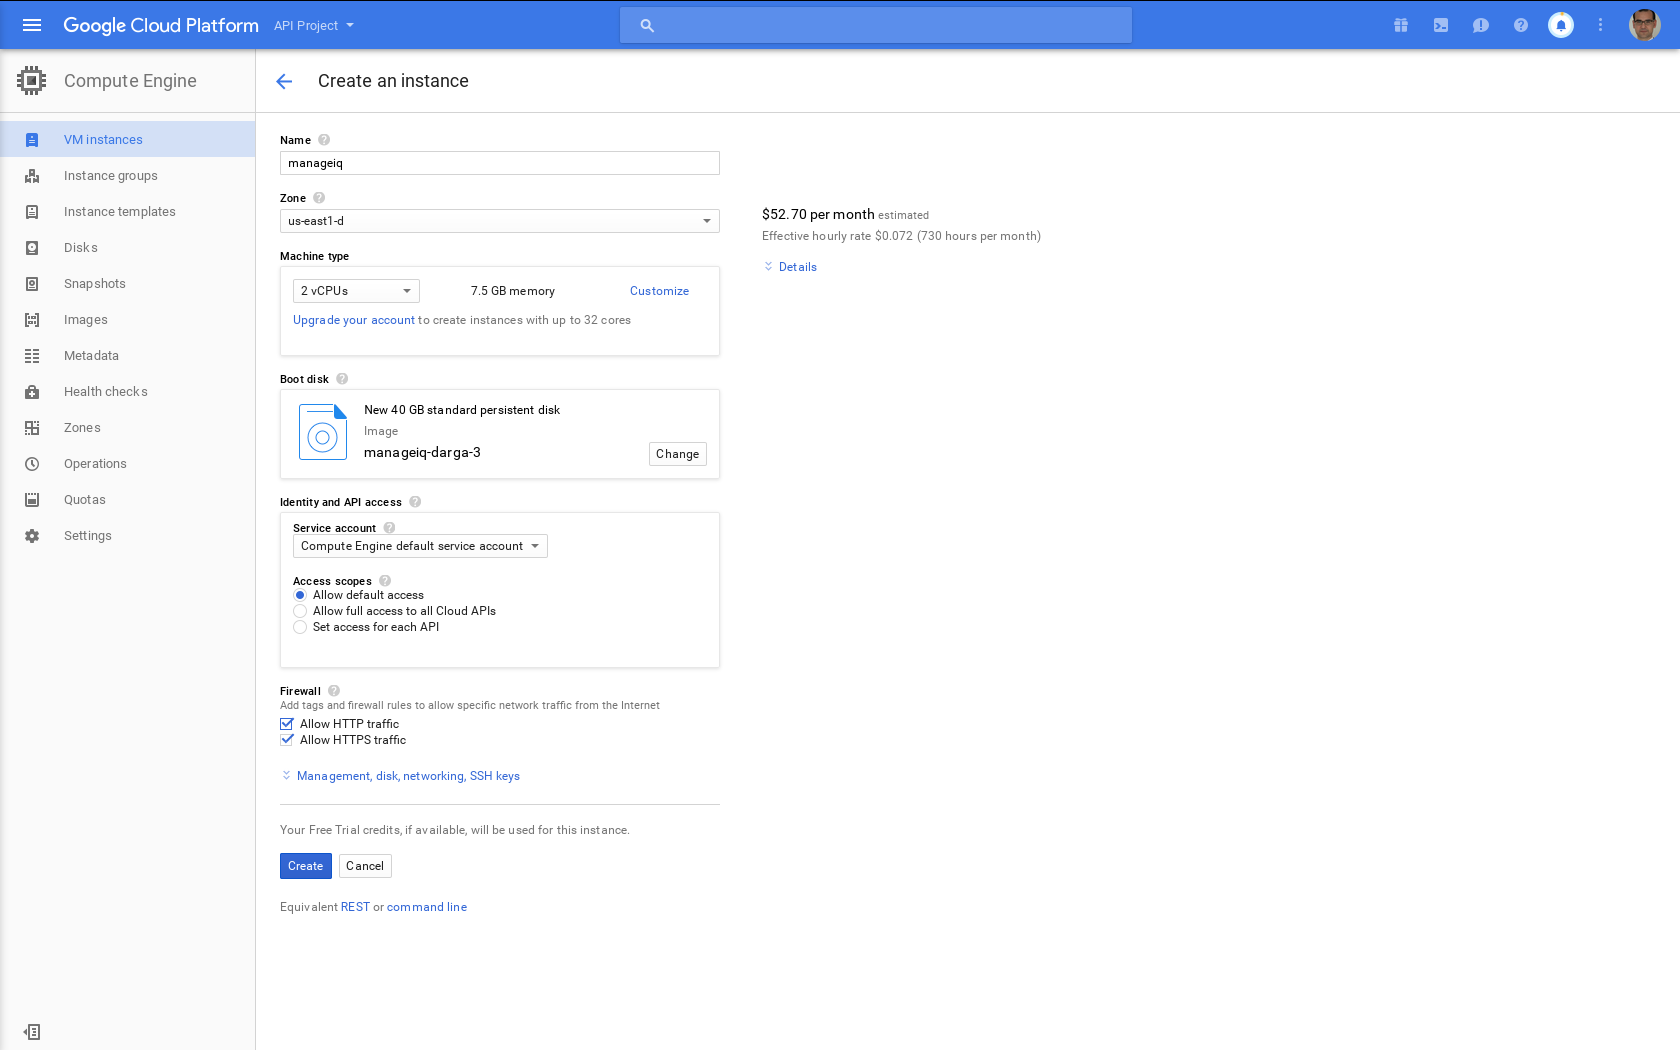 Google Cloud Platform API Project
Compute Engine
Create an instance
VM instances
Instance groups
Instance templates
Disks
Snapshots
Images
Metadata
Health checks
Zones
Operations
Quotas
Settings
Name
manageiq
Zone
us-east1-d
Machine type
2 vCPUs 7.5 GB memory Customize
Upgrade your account to create instances with up to 32 cores
Boot disk
New 40 GB standard persistent disk
Image
manageiq-darga-3
Change
Identity and API access
Service account
Compute Engine default service account
Access scopes
Allow default access
Allow full access to all Cloud APIs
Set access for each API
Firewall
Add tags and firewall rules to allow specific network traffic from the Internet
Allow HTTP traffic
Allow HTTPS traffic
Management, disk, networking, SSH keys
Your Free Trial credits, if available, will be used for this instance.
Create Cancel
Equivalent REST or command line
$52.70 per month estimated
Effective hourly rate $0.072 (730 hours per month)
Details